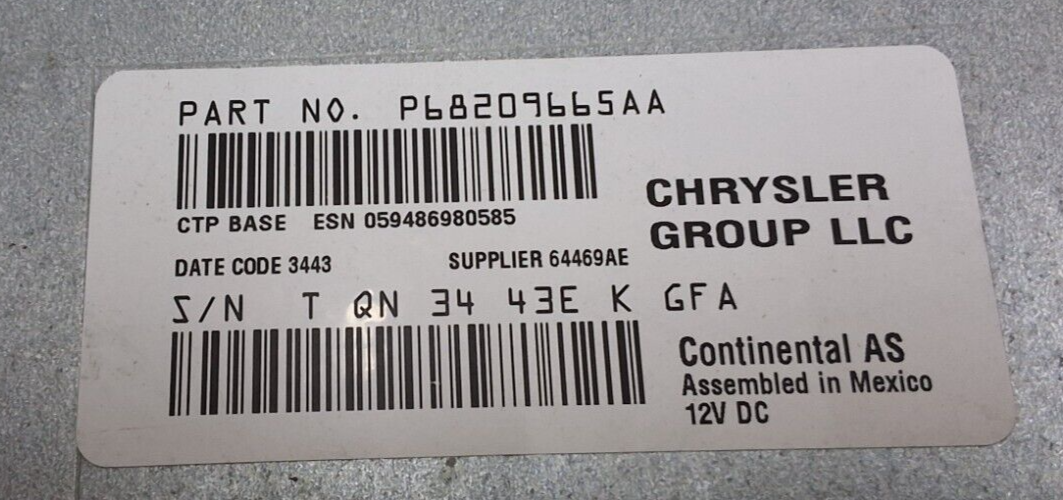 PART NO. P68209665AA
CTP BASE ESN 059486980585
DATE CODE 3443 SUPPLIER 64469AE
S/N T QN 34 43E K GFA
CHRYSLER
GROUP LLC
Continental AS
Assembled in Mexico
12V DC